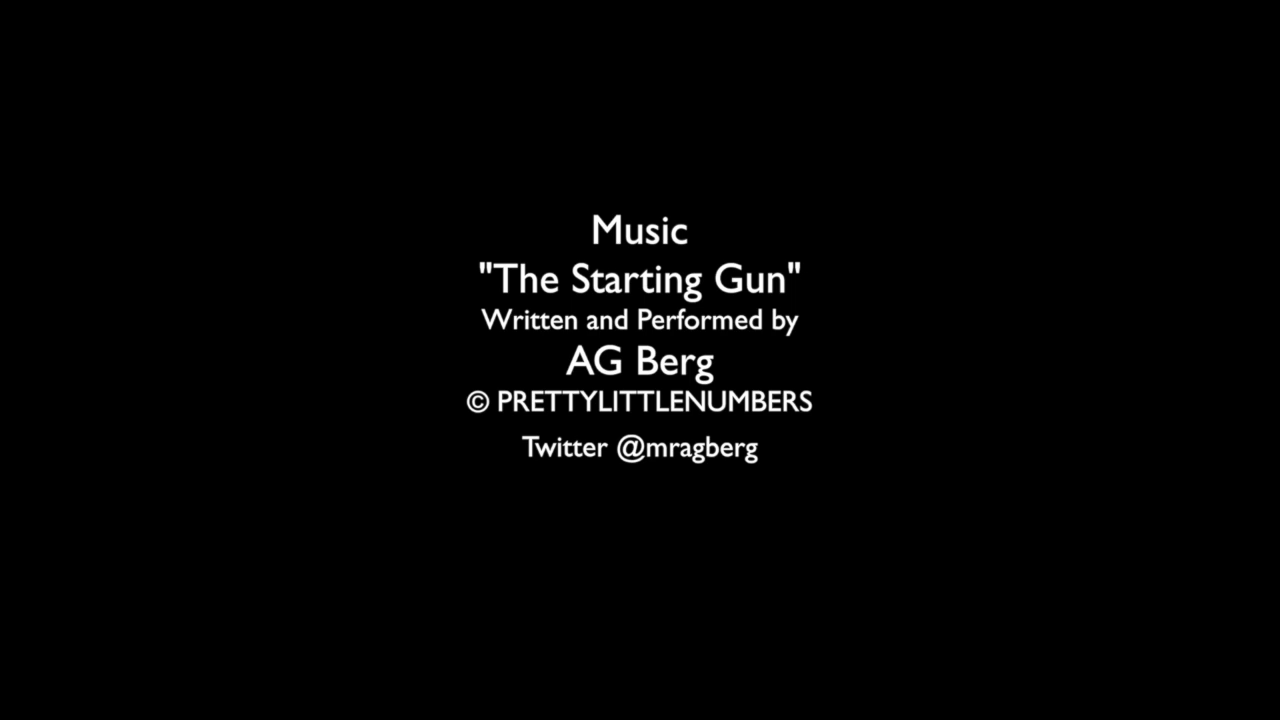 Music
"The Starting Gun"
Written and Performed by
AG Berg
© PRETTYLITTLENUMBERS
Twitter @mragberg